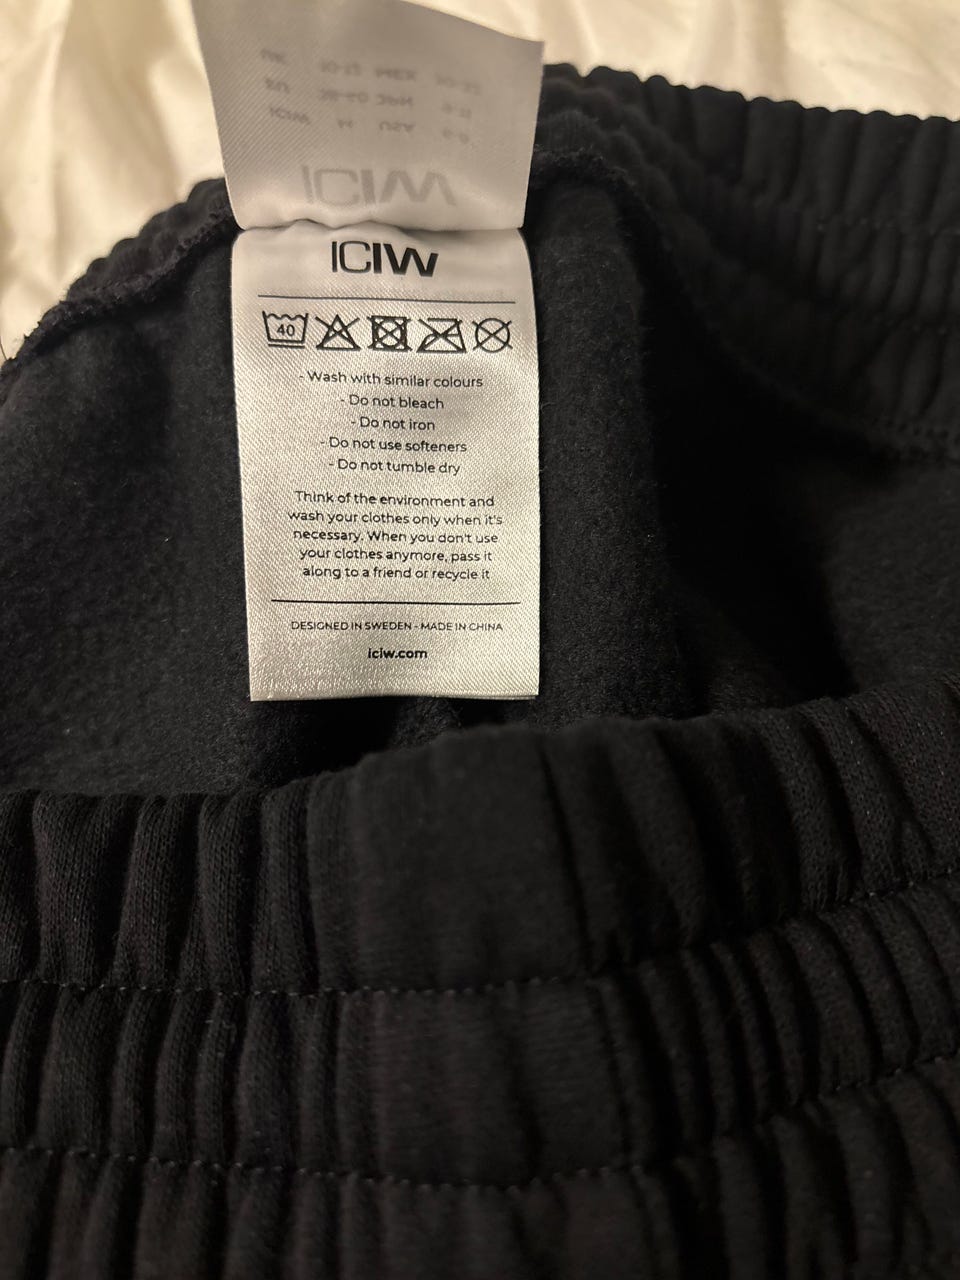 ICIW
40
- Wash with similar colours
- Do not bleach
- Do not iron
- Do not use softeners
- Do not tumble dry
Think of the environment and
wash your clothes only when it's
necessary. When you don't use
your clothes anymore, pass it
along to a friend or recycle it
DESIGNED IN SWEDEN - MADE IN CHINA
iciw.com